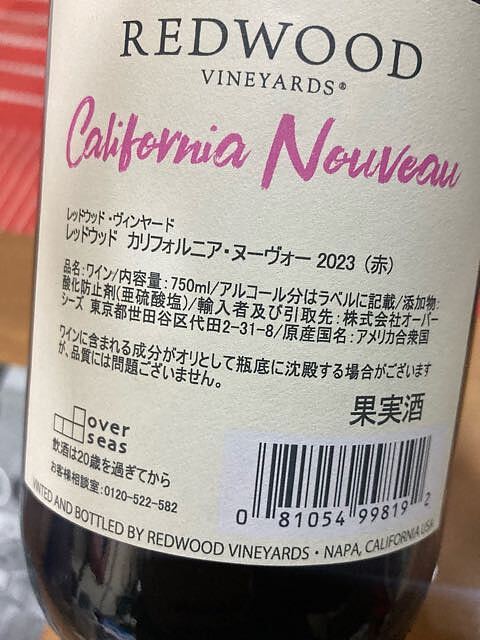 REDWOOD
VINEYARDS®
California Nouveau
レッドウッド・ヴィンヤード
レッドウッド カリフォルニア・ヌーヴォー 2023 (赤)
品名:ワイン/内容量:750ml/アルコール分はラベルに記載/添加物:
酸化防止剤(亜硫酸塩)/輸入者及び引取先:株式会社オーバー
シーズ 東京都世田谷区代田2-31-8/原産国名:アメリカ合衆国
ワインに含まれる成分がオリとして瓶底に沈殿する場合がございます
が、品質には問題ございません。
果実酒
over
seas
飲酒は20歳を過ぎてから
お客様相談室:0120-522-582
0 81054 99819 2
VINTED AND BOTTLED BY REDWOOD VINEYARDS・NAPA, CALIFORNIA USA